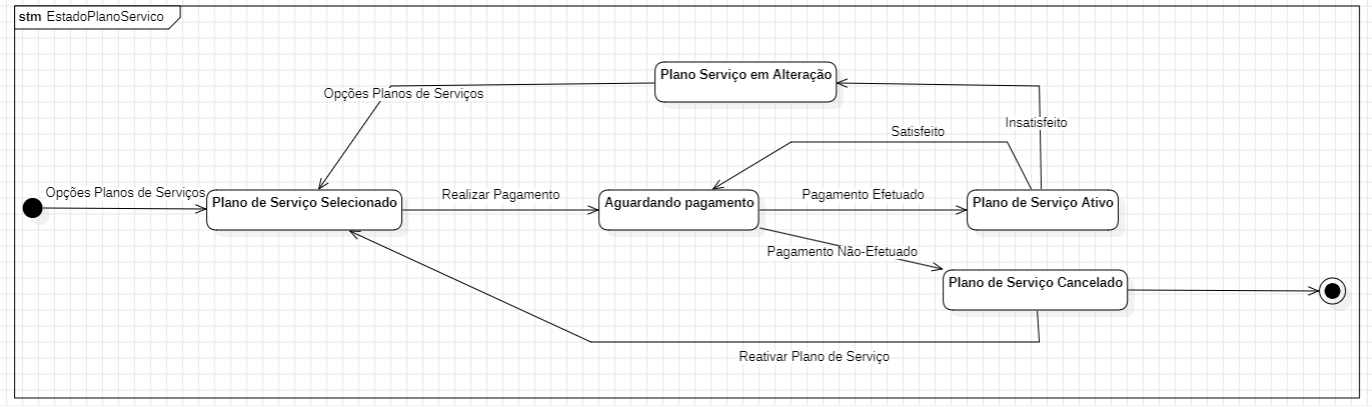 stm EstadoPlanoServico
Plano Serviço em Alteração
Opções Planos de Serviços
Insatisfeito
Satisfeito
Opções Planos de Serviços
Plano de Serviço Selecionado
Realizar Pagamento
Aguardando pagamento
Pagamento Efetuado
Plano de Serviço Ativo
Pagamento Não-Efetuado
Plano de Serviço Cancelado
Reativar Plano de Serviço